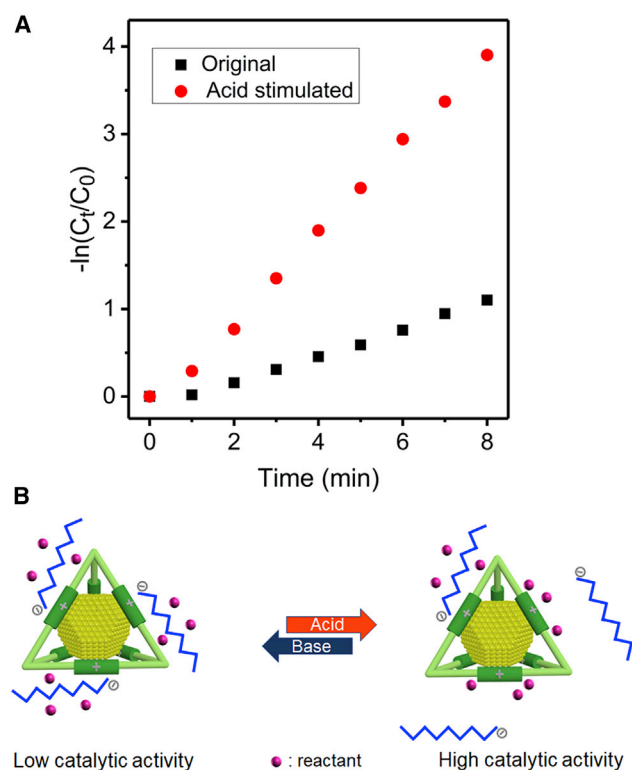 A
-ln(Cₜ/C₀)
4
3
2
1
0
Original
Acid stimulated
0 2 4 6 8
Time (min)
B
+ + +
- - -
Acid
Base
+ + +
- - -
Low catalytic activity
: reactant
High catalytic activity